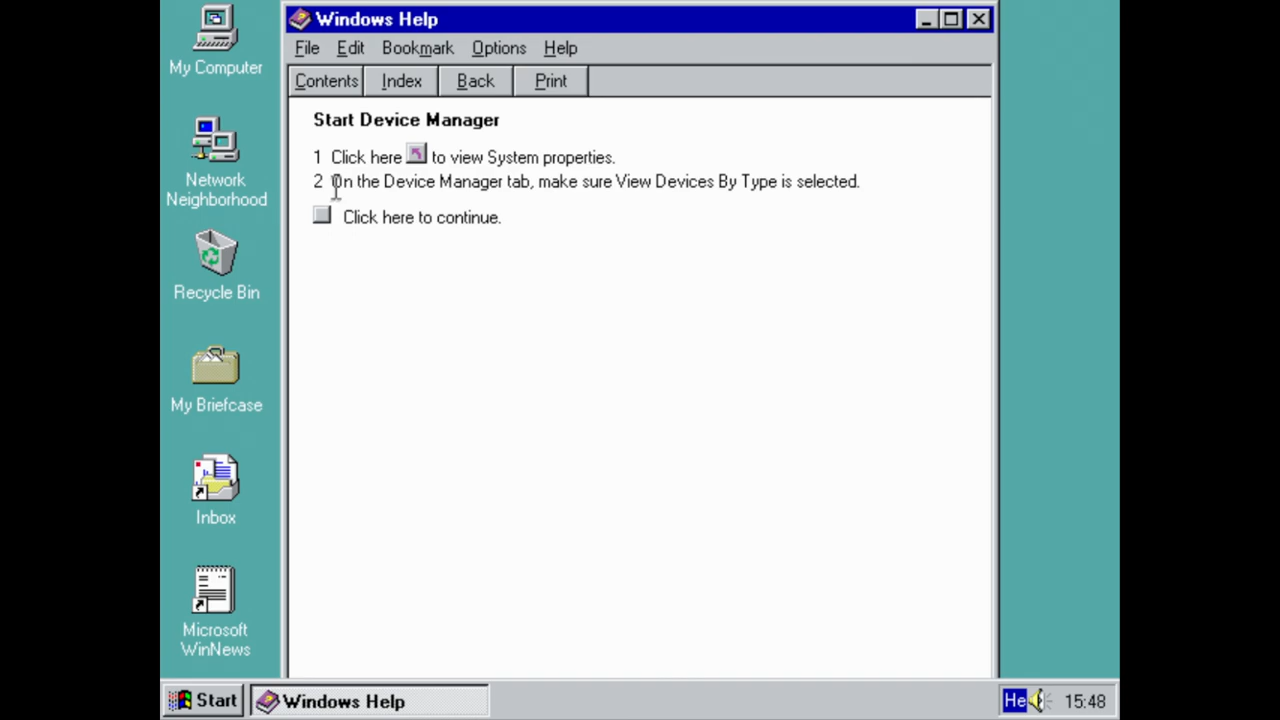 My Computer
Network
Neighborhood
Recycle Bin
My Briefcase
Inbox
Microsoft
WinNews
Windows Help
File Edit Bookmark Options Help
Contents Index Back Print
Start Device Manager
1 Click here to view System properties.
2 On the Device Manager tab, make sure View Devices By Type is selected.
Click here to continue.
Start Windows Help He 15:48